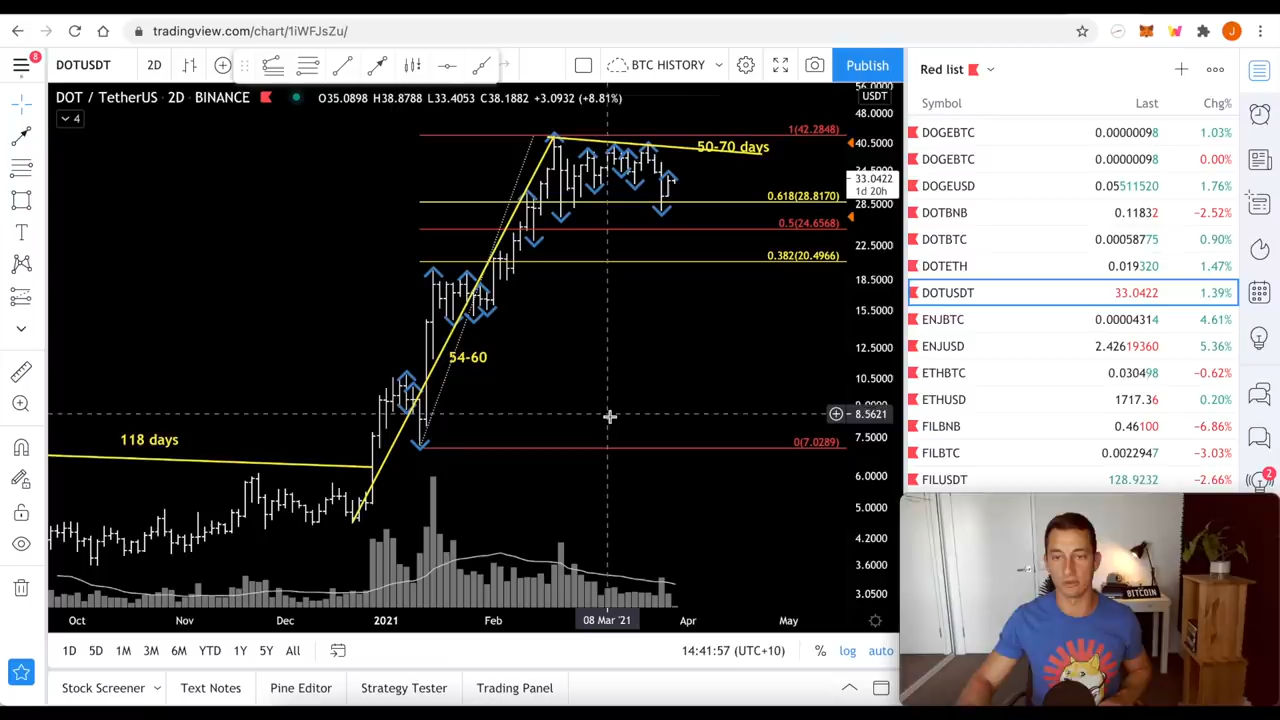 tradingview.com/chart/1iWFJsZu/
8
DOTUSDT 2D BTC HISTORY Publish
DOT / TetherUS · 2D · BINANCE O35.0898 H38.8788 L33.4053 C38.1882 +3.0932 (+8.81%)
4
USDT
56.0000
48.0000
40.5000
33.0422
1d 20h
28.5000
22.5000
18.5000
15.5000
12.5000
10.5000
8.5621
7.5000
6.0000
5.0000
4.2000
3.6000
3.0500
1(42.2848)
50-70 days
0.618(28.8170)
0.5(24.6568)
0.382(20.4966)
54-60
118 days
0(7.0289)
Oct Nov Dec 2021 Feb 08 Mar '21 Apr May
1D 5D 1M 3M 6M YTD 1Y 5Y All 14:41:57 (UTC+10) % log auto
Stock Screener Text Notes Pine Editor Strategy Tester Trading Panel
Red list
Symbol Last Chg%
DOGEBTC 0.00000098 1.03%
DOGEBTC 0.00000098 0.00%
DOGEUSD 0.05511520 1.76%
DOTBNB 0.11832 −2.52%
DOTBTC 0.00058775 0.90%
DOTETH 0.019320 1.47%
DOTUSDT 33.0422 1.39%
ENJBTC 0.00004314 4.61%
ENJUSD 2.42619360 5.36%
ETHBTC 0.030498 −0.62%
ETHUSD 1717.36 0.20%
FILBNB 0.46100 −6.86%
FILBTC 0.0022947 −3.03%
FILUSDT 128.9232 −2.66%
2
J
BITCOIN